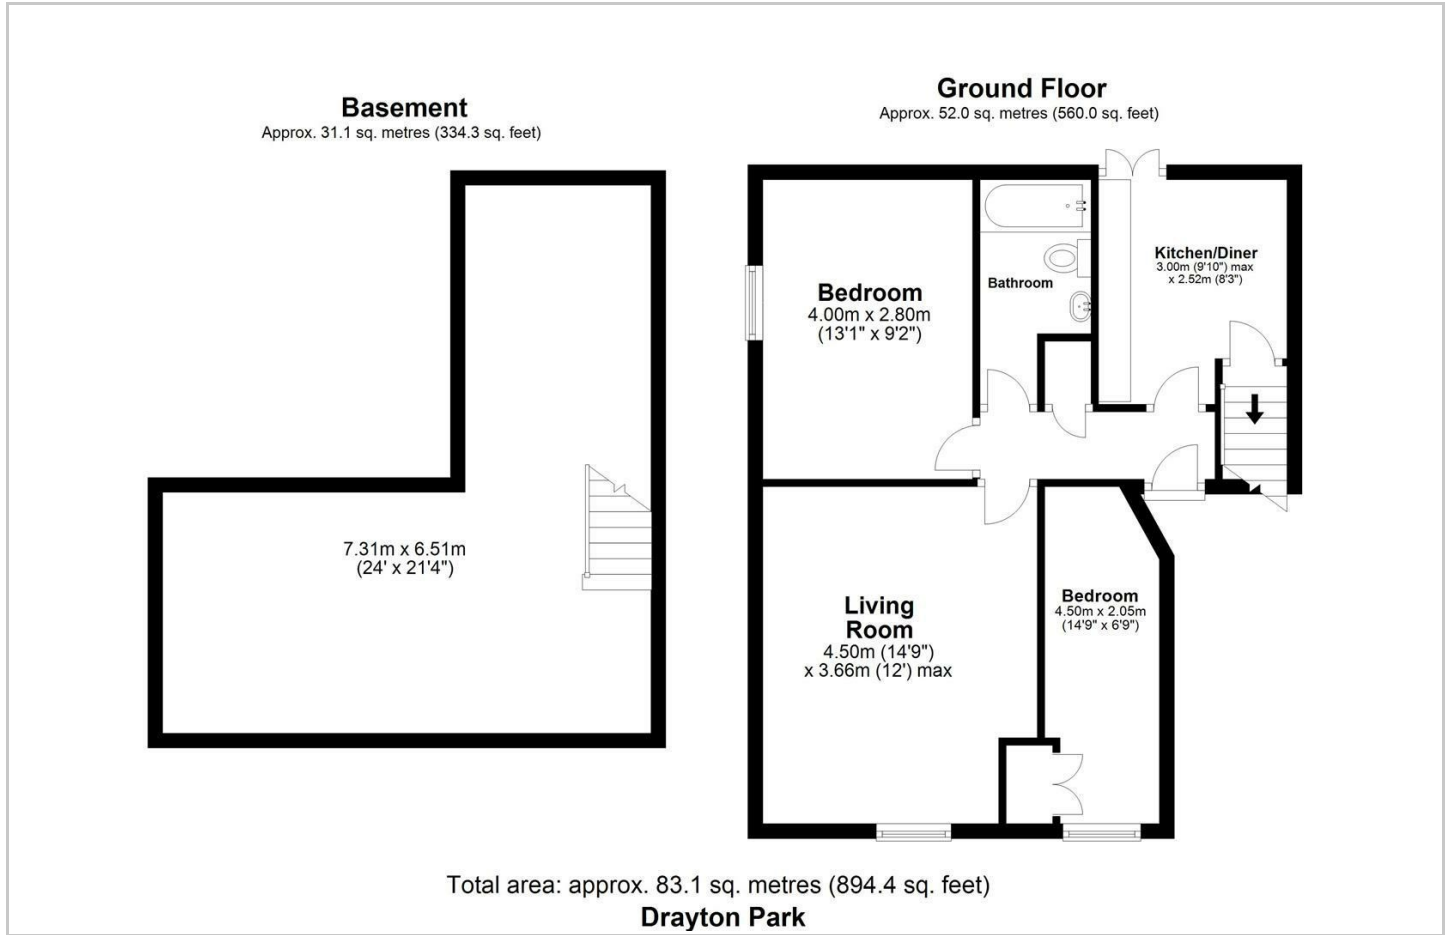 Basement
Approx. 31.1 sq. metres (334.3 sq. feet)
7.31m x 6.51m
(24' x 21'4")
Ground Floor
Approx. 52.0 sq. metres (560.0 sq. feet)
Bedroom
4.00m x 2.80m
(13'1" x 9'2")
Bathroom
Kitchen/Diner
3.00m (9'10") max
x 2.52m (8'3")
Living
Room
4.50m (14'9")
x 3.66m (12') max
Bedroom
4.50m x 2.05m
(14'9" x 6'9")
Total area: approx. 83.1 sq. metres (894.4 sq. feet)
Drayton Park